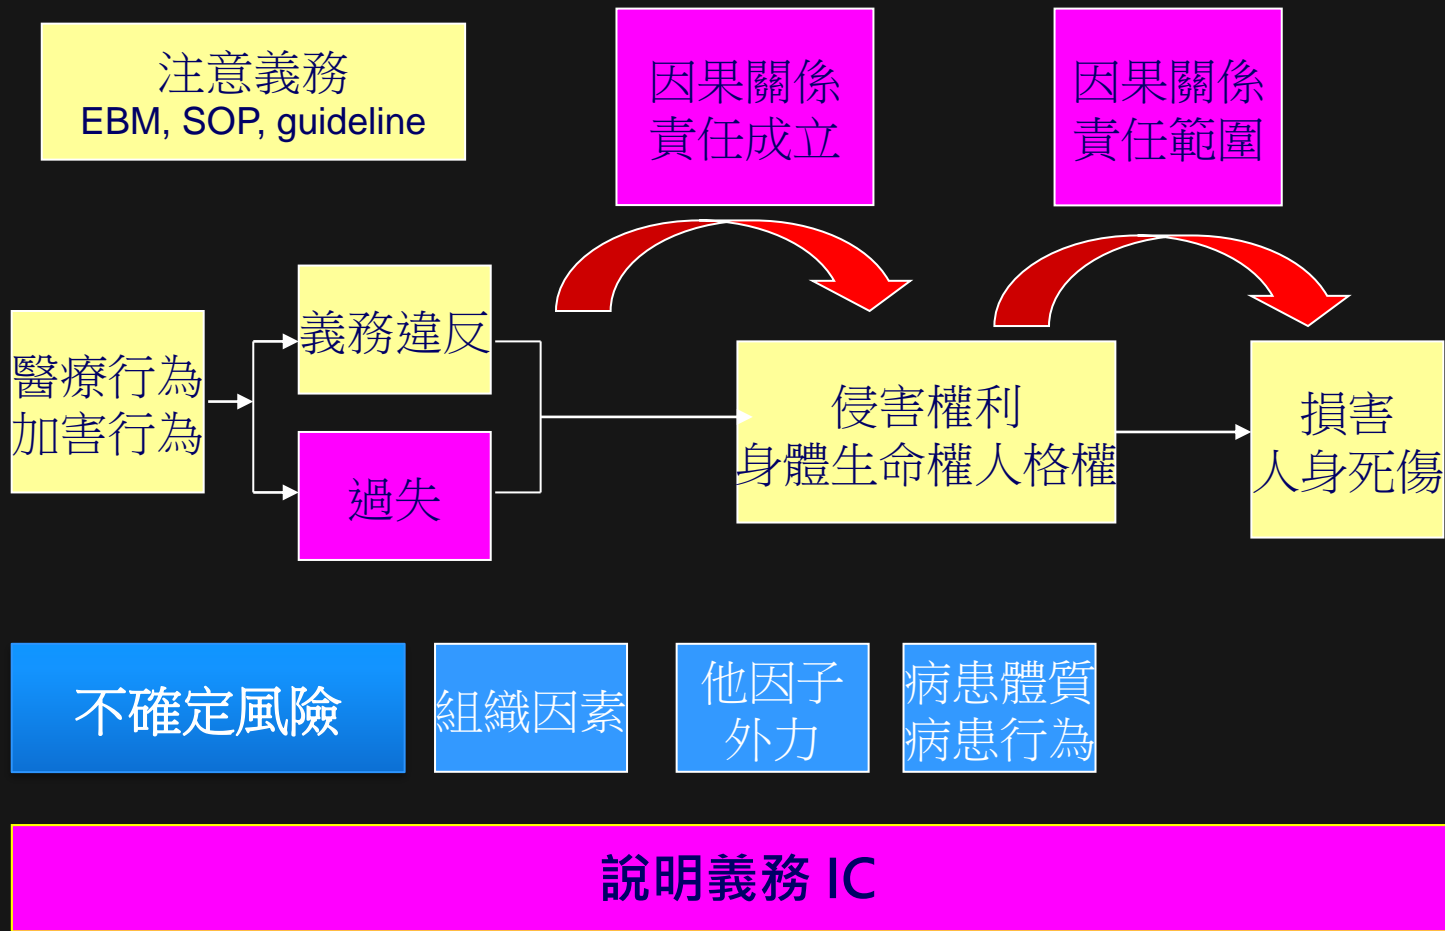 注意義務
EBM, SOP, guideline
因果關係
責任成立
因果關係
責任範圍
醫療行為
加害行為
義務違反
過失
侵害權利
身體生命權人格權
損害
人身死傷
不確定風險
組織因素
他因子
外力
病患體質
病患行為
說明義務 IC